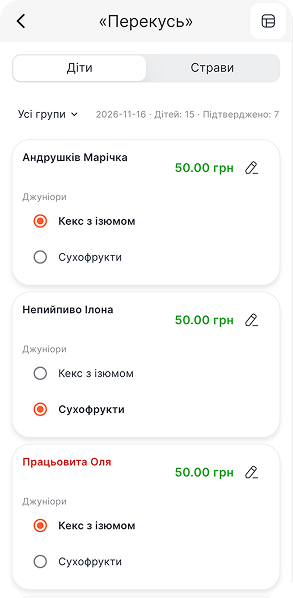 «Перекусь»
Діти
Страви
Усі групи
2026-11-16 · Дітей: 15 · Підтверджено: 7
Андрушків Марічка
50.00 грн
Джуніори
Кекс з ізюмом
Сухофрукти
Непийпиво Ілона
50.00 грн
Джуніори
Кекс з ізюмом
Сухофрукти
Працьовита Оля
50.00 грн
Джуніори
Кекс з ізюмом
Сухофрукти